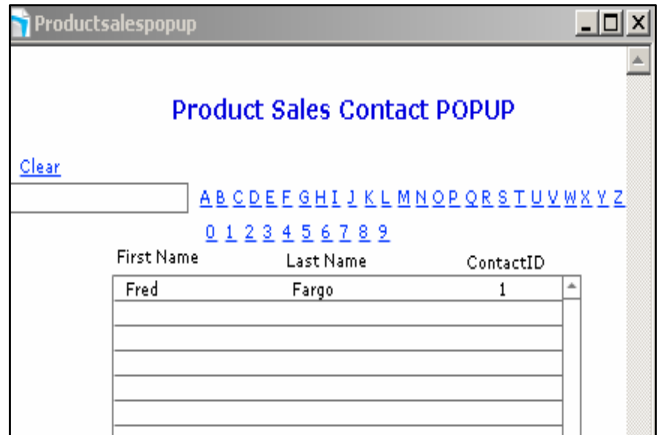 Productsalespopup
Product Sales Contact POPUP
Clear
A B C D E F G H I J K L M N O P Q R S T U V W X Y Z
0 1 2 3 4 5 6 7 8 9
First Name Last Name ContactID
Fred Fargo 1